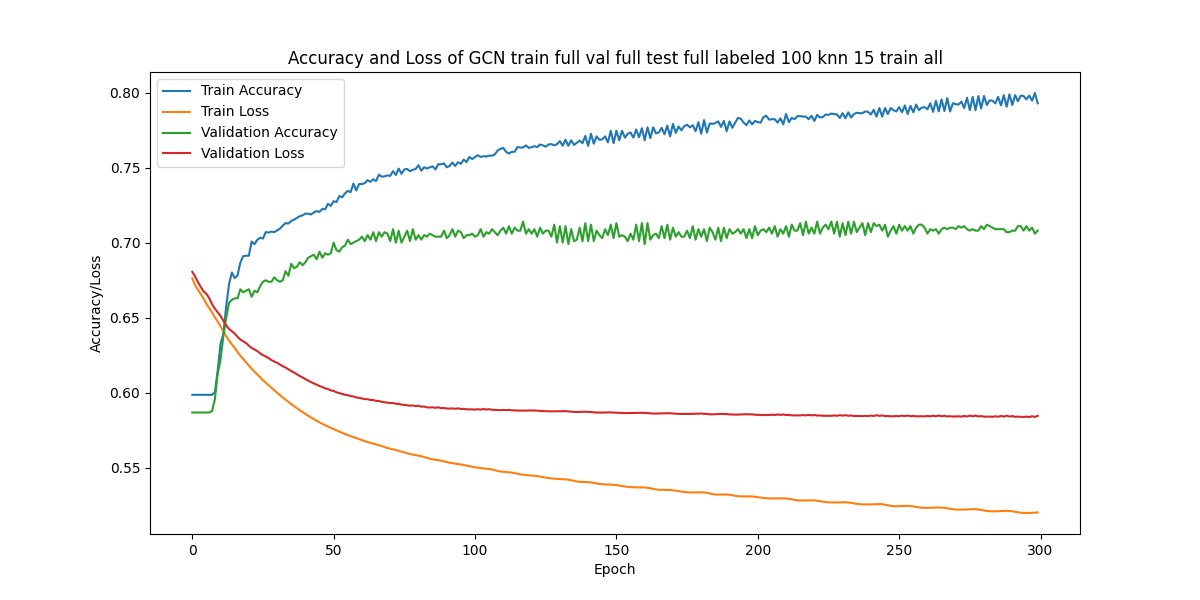 Accuracy and Loss of GCN train full val full test full labeled 100 knn 15 train all
Train Accuracy
Train Loss
Validation Accuracy
Validation Loss
0.80
0.75
0.70
0.65
0.60
0.55
Accuracy/Loss
0 50 100 150 200 250 300
Epoch